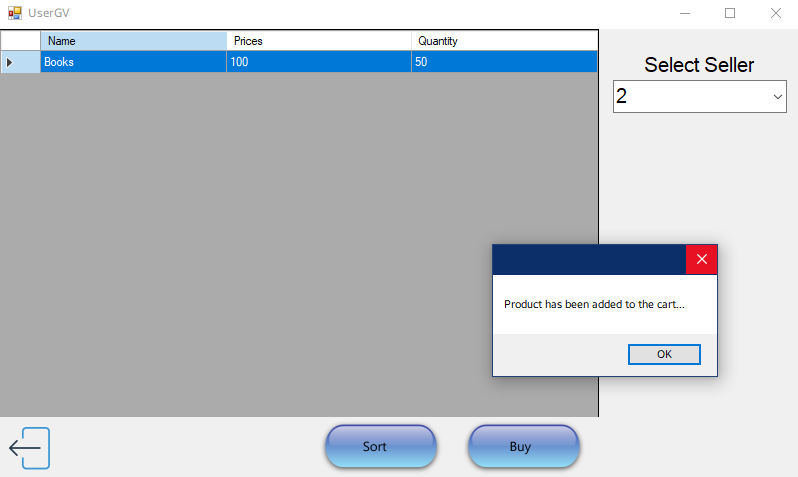 UserGV
Name Prices Quantity
Books 100 50
Select Seller
2
Product has been added to the cart...
OK
Sort Buy